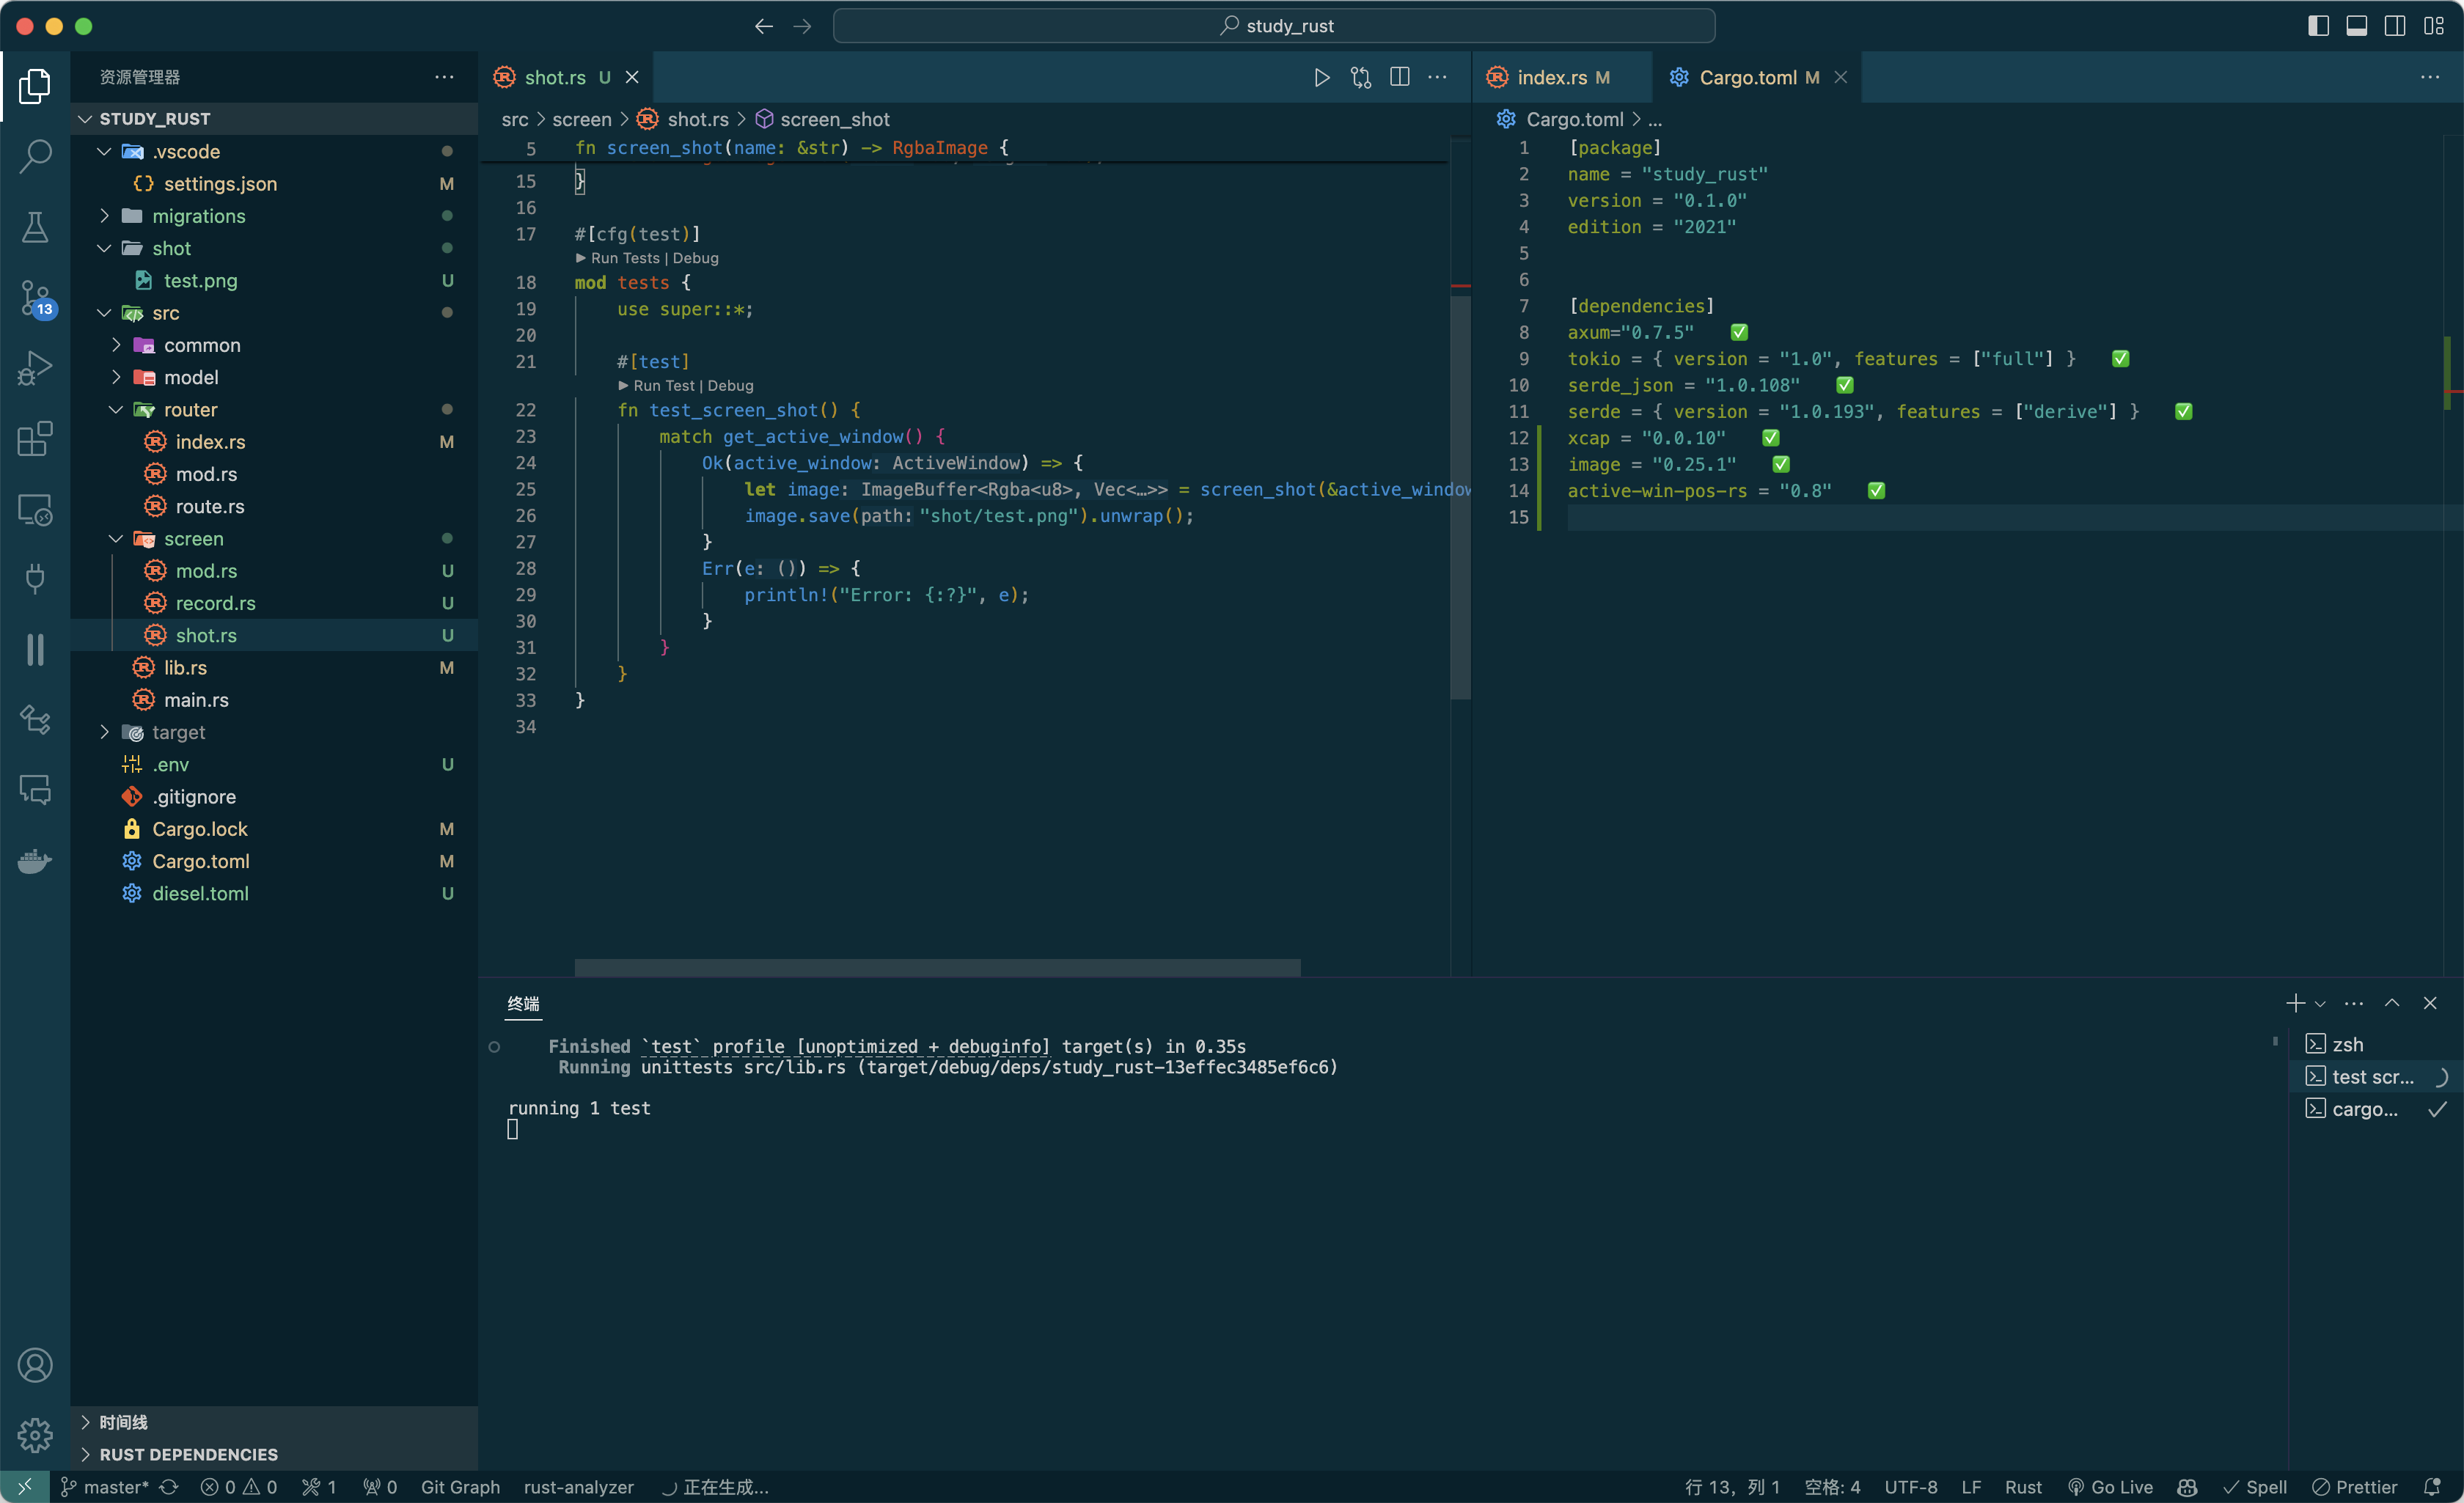 study_rust
资源管理器
STUDY_RUST
.vscode
settings.json M
migrations
shot
test.png U
src
common
model
router
index.rs M
mod.rs
route.rs
screen
mod.rs U
record.rs U
shot.rs U
lib.rs M
main.rs
target
.env U
.gitignore
Cargo.lock M
Cargo.toml M
diesel.toml U
时间线
RUST DEPENDENCIES
13
shot.rs U
src > screen > shot.rs > screen_shot
5 fn screen_shot(name: &str) -> RgbaImage {
15 }
16
17 #[cfg(test)]
Run Tests | Debug
18 mod tests {
19 use super::*;
20
21 #[test]
Run Test | Debug
22 fn test_screen_shot() {
23 match get_active_window() {
24 Ok(active_window: ActiveWindow) => {
25 let image: ImageBuffer<Rgba<u8>, Vec<…>> = screen_shot(&active_window
26 image.save(path: "shot/test.png").unwrap();
27 }
28 Err(e: ()) => {
29 println!("Error: {:?}", e);
30 }
31 }
32 }
33 }
34
index.rs M
Cargo.toml M
Cargo.toml > ...
1 [package]
2 name = "study_rust"
3 version = "0.1.0"
4 edition = "2021"
5
6
7 [dependencies]
8 axum="0.7.5" ✅
9 tokio = { version = "1.0", features = ["full"] } ✅
10 serde_json = "1.0.108" ✅
11 serde = { version = "1.0.193", features = ["derive"] } ✅
12 xcap = "0.0.10" ✅
13 image = "0.25.1" ✅
14 active-win-pos-rs = "0.8" ✅
15
终端
Finished `test` profile [unoptimized + debuginfo] target(s) in 0.35s
Running unittests src/lib.rs (target/debug/deps/study_rust-13effec3485ef6c6)
running 1 test
zsh
test scr...
cargo...
master* 0 0 1 0 Git Graph rust-analyzer 正在生成... 行 13，列 1 空格: 4 UTF-8 LF Rust Go Live Spell Prettier